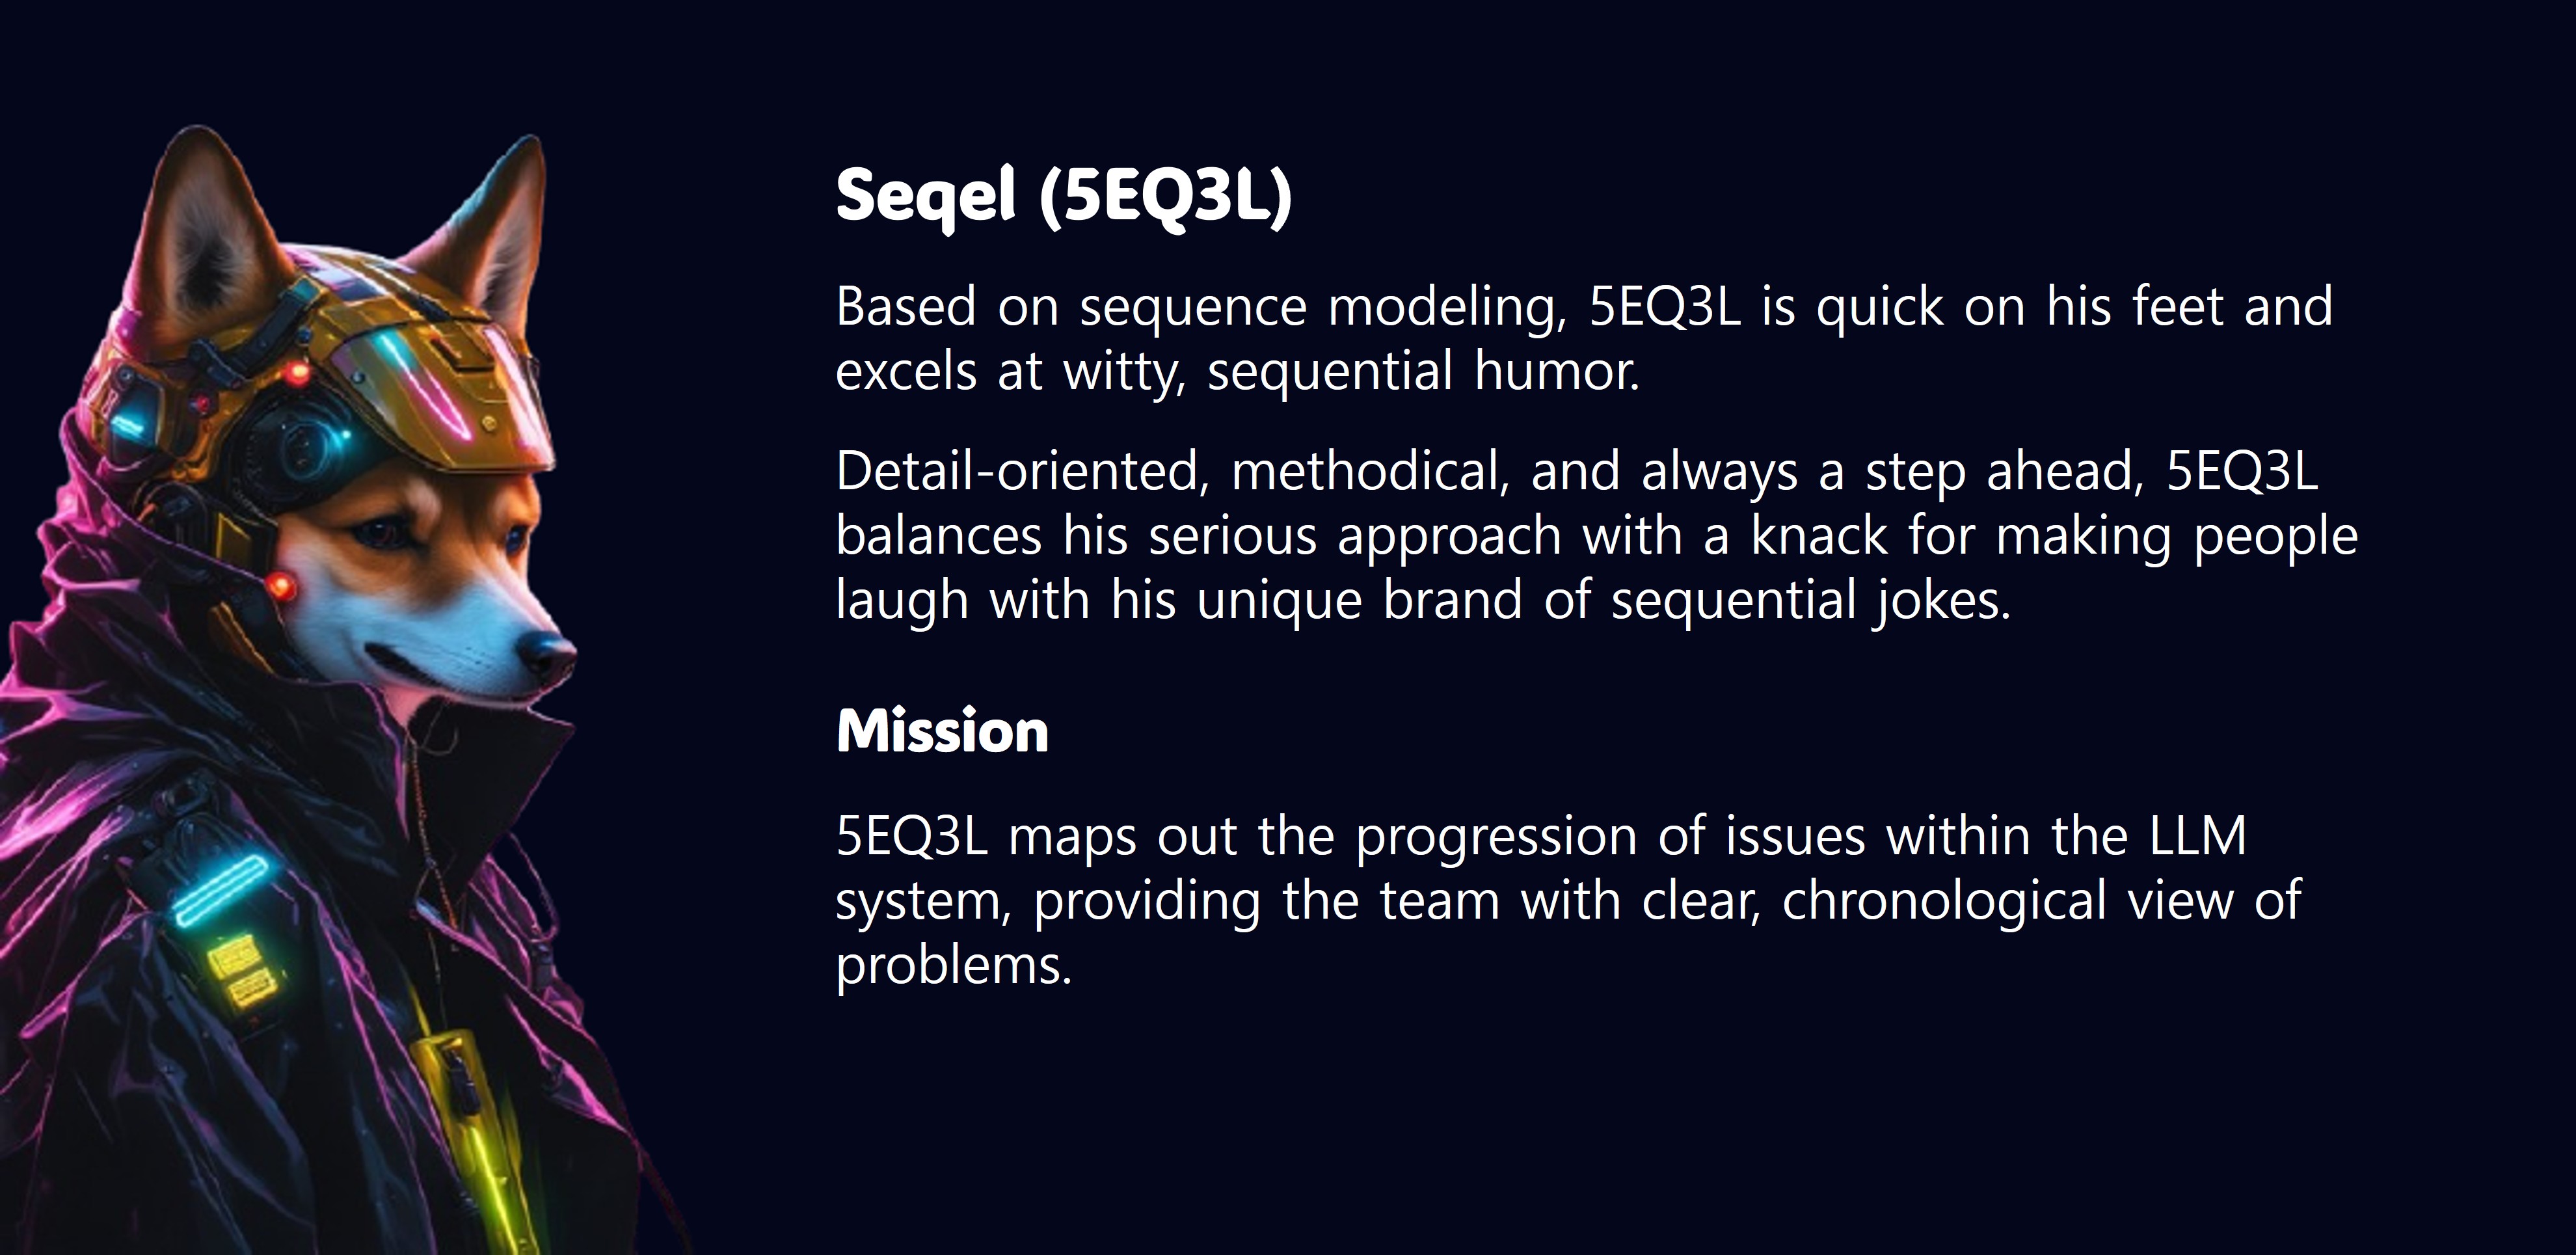 Seqel (5EQ3L)
Based on sequence modeling, 5EQ3L is quick on his feet and
excels at witty, sequential humor.
Detail-oriented, methodical, and always a step ahead, 5EQ3L
balances his serious approach with a knack for making people
laugh with his unique brand of sequential jokes.
Mission
5EQ3L maps out the progression of issues within the LLM
system, providing the team with clear, chronological view of
problems.